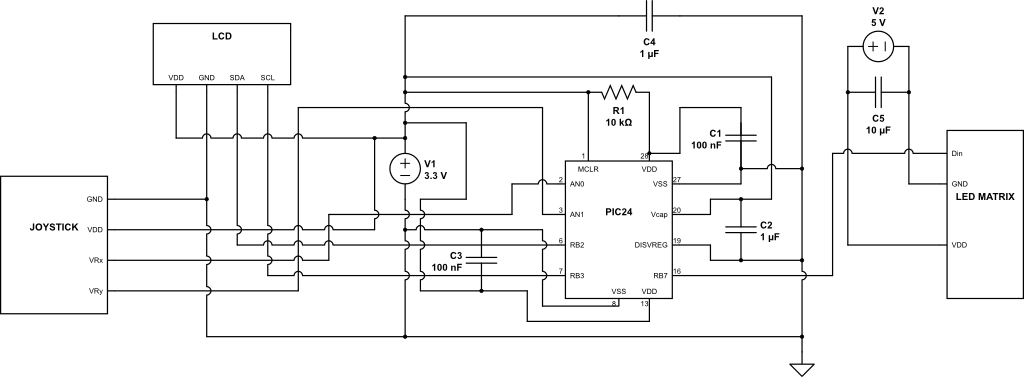 V2
5 V
C4
1 µF
LCD
VDD GND SDA SCL
R1
10 kΩ
C5
10 µF
C1
100 nF
V1
3.3 V
1
28
MCLR
VDD
Din
2
AN0
VSS
27
GND
GND
JOYSTICK
PIC24
LED MATRIX
3
AN1
Vcap
20
VDD
C2
1 µF
6
RB2
DISVREG
19
VDD
VRx
C3
100 nF
7
RB3
RB7
16
VRy
VSS
VDD
8
13